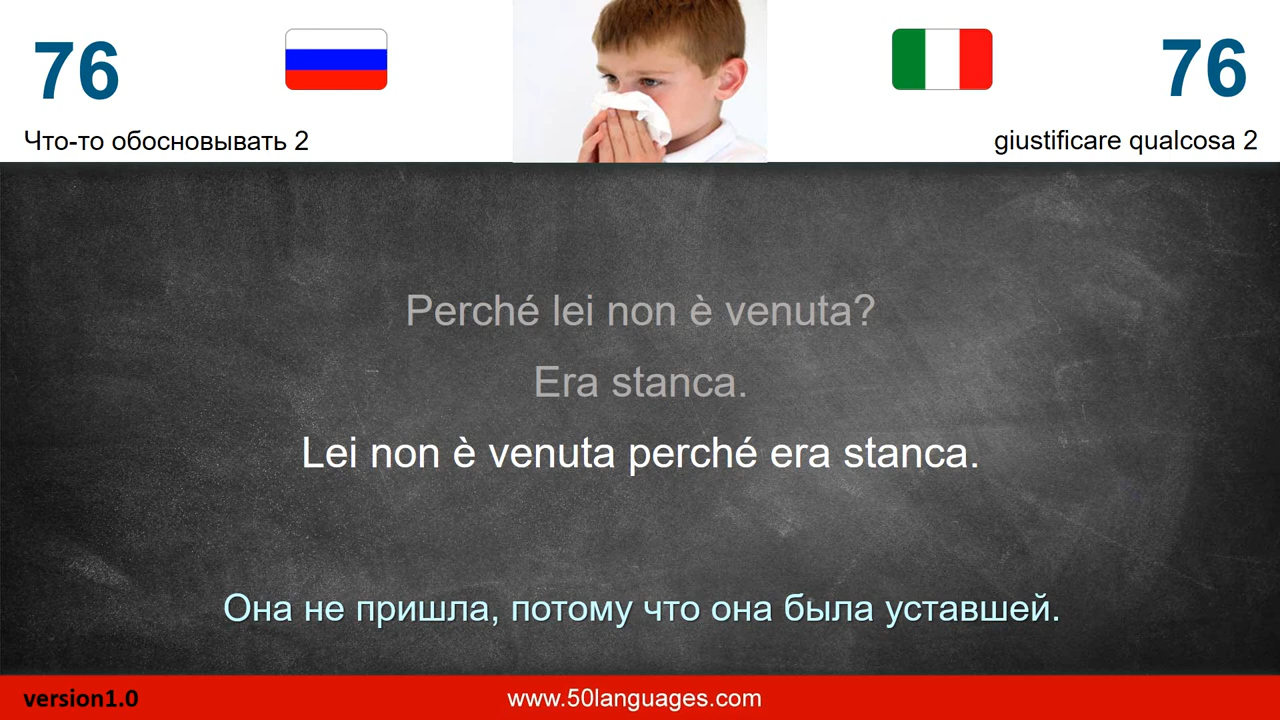 76
76
Что-то обосновывать 2
giustificare qualcosa 2
Perché lei non è venuta?
Era stanca.
Lei non è venuta perché era stanca.
Она не пришла, потому что она была уставшей.
version1.0
www.50languages.com